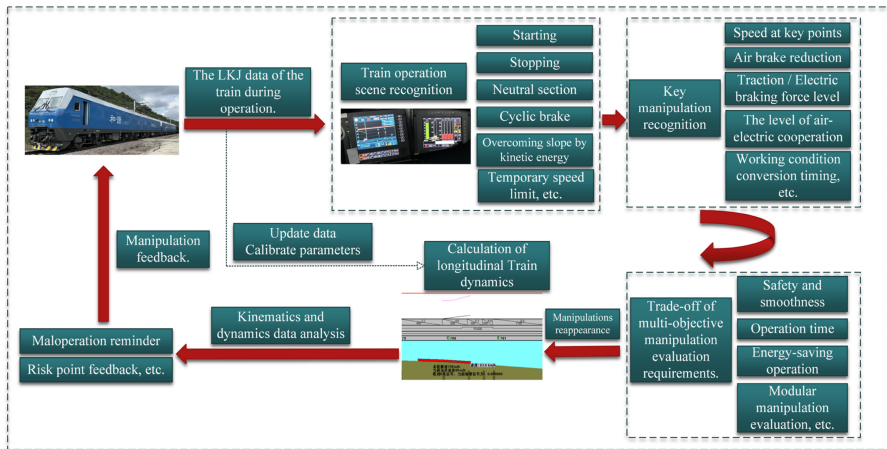 The LKJ data of the
train during
operation.
Train operation
scene recognition
Starting
Stopping
Neutral section
Cyclic brake
Overcoming slope by
kinetic energy
Temporary speed
limit, etc.
Key
manipulation
recognition
Speed at key points
Air brake reduction
Traction / Electric
braking force level
The level of air-
electric cooperation
Working condition
conversion timing,
etc.
Update data
Calibrate parameters
Calculation of
longitudinal Train
dynamics
Manipulation
feedback.
Kinematics and
dynamics data analysis
Manipulations
reappearance
Trade-off of
multi-objective
manipulation
evaluation
requirements.
Safety and
smoothness
Operation time
Energy-saving
operation
Modular
manipulation
evaluation, etc.
Maloperation reminder
Risk point feedback, etc.